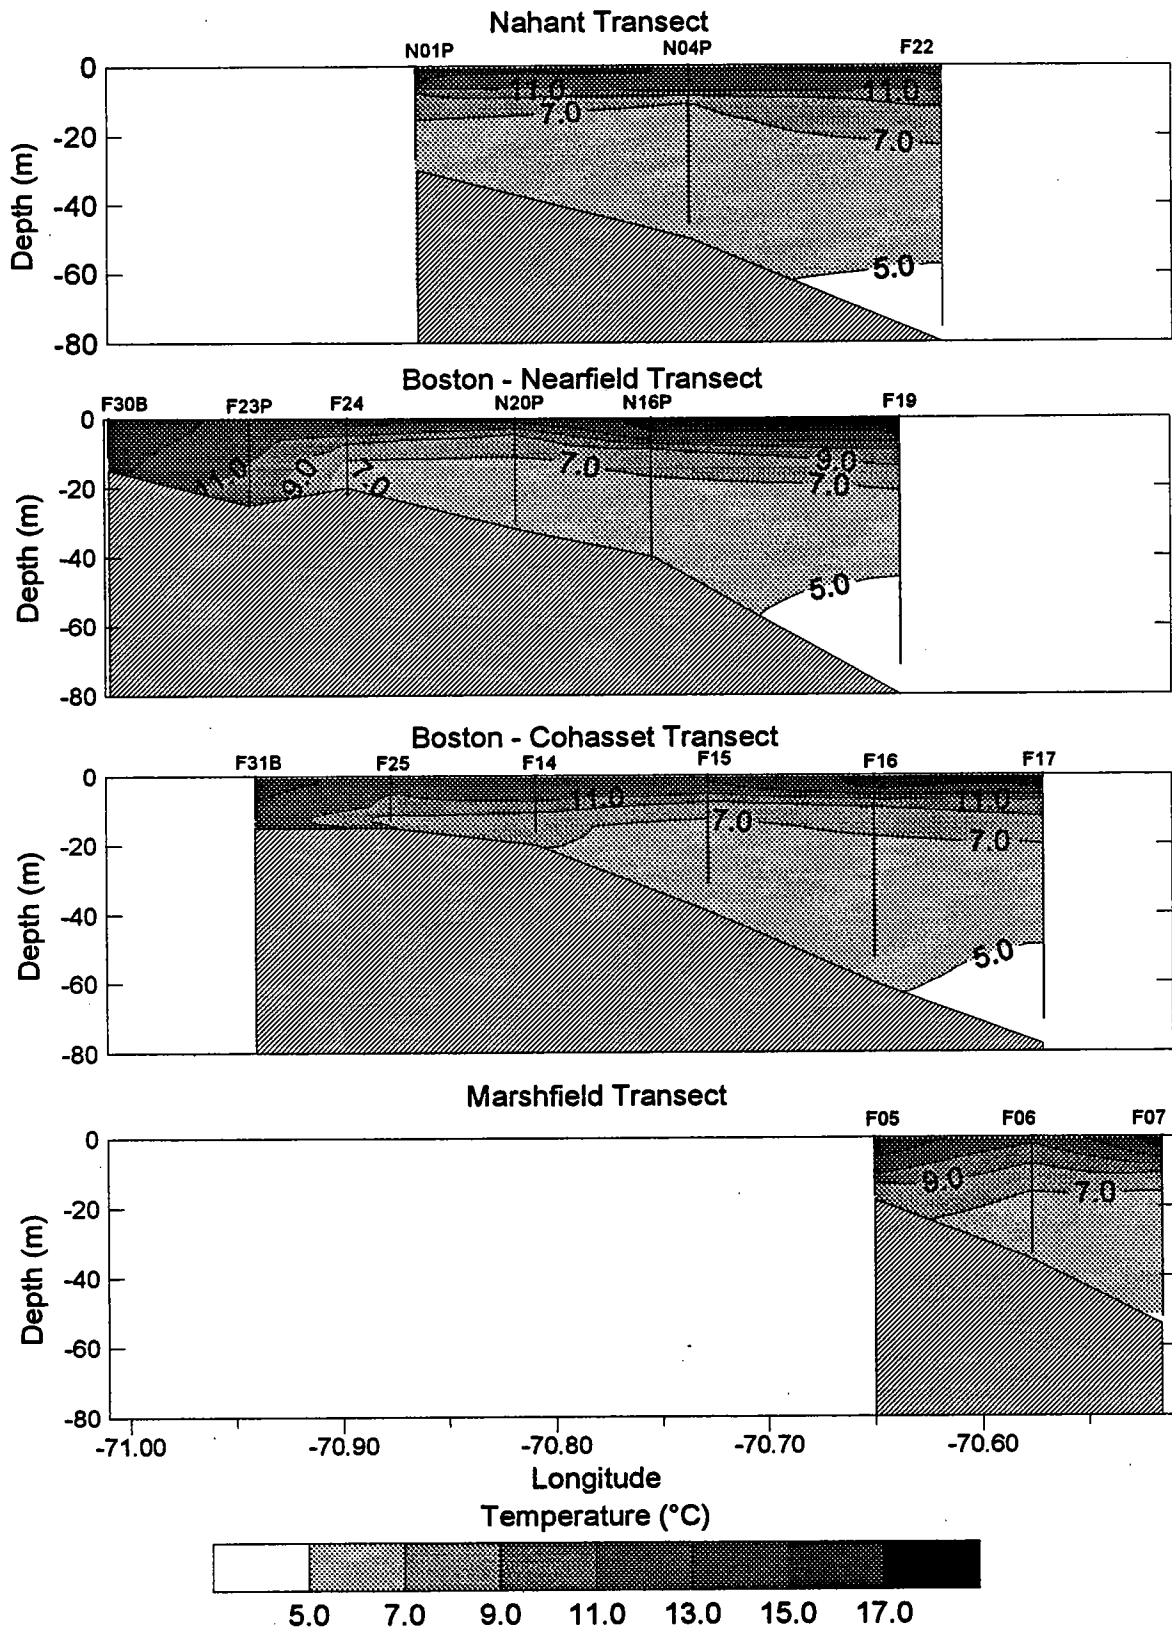 Nahant Transect
N01P N04P F22
0
-20
-40
-60
-80
Depth (m)
11.0 11.0
7.0 7.0
5.0
Boston - Nearfield Transect
F30B F23P F24 N20P N16P F19
0
-20
-40
-60
-80
Depth (m)
11.0 9.0 7.0 7.0 9.0
7.0
5.0
Boston - Cohasset Transect
F31B F25 F14 F15 F16 F17
0
-20
-40
-60
-80
Depth (m)
11.0 11.0
7.0 7.0
5.0
Marshfield Transect
F05 F06 F07
0
-20
-40
-60
-80
Depth (m)
9.0 7.0
-71.00 -70.90 -70.80 -70.70 -70.60
Longitude
Temperature (°C)
5.0 7.0 9.0 11.0 13.0 15.0 17.0